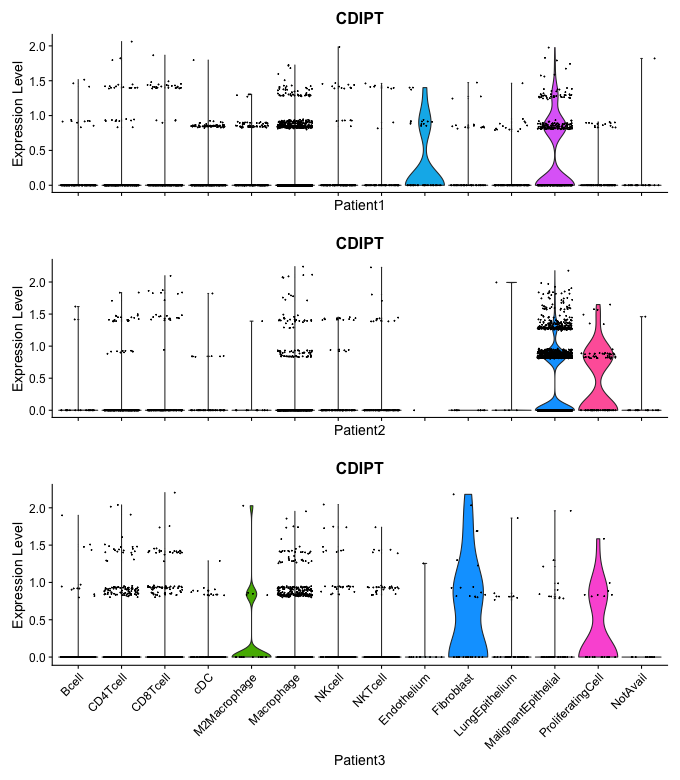 CDIPT
Expression Level
2.0
1.5
1.0
0.5
0.0
Patient1
CDIPT
Expression Level
2.0
1.5
1.0
0.5
0.0
Patient2
CDIPT
Expression Level
2.0
1.5
1.0
0.5
0.0
Bcell
CD4Tcell
CD8Tcell
cDC
M2Macrophage
Macrophage
NKcell
NKTcell
Endothelium
Fibroblast
LungEpithelium
MalignantEpithelial
ProliferatingCell
NotAvail
Patient3